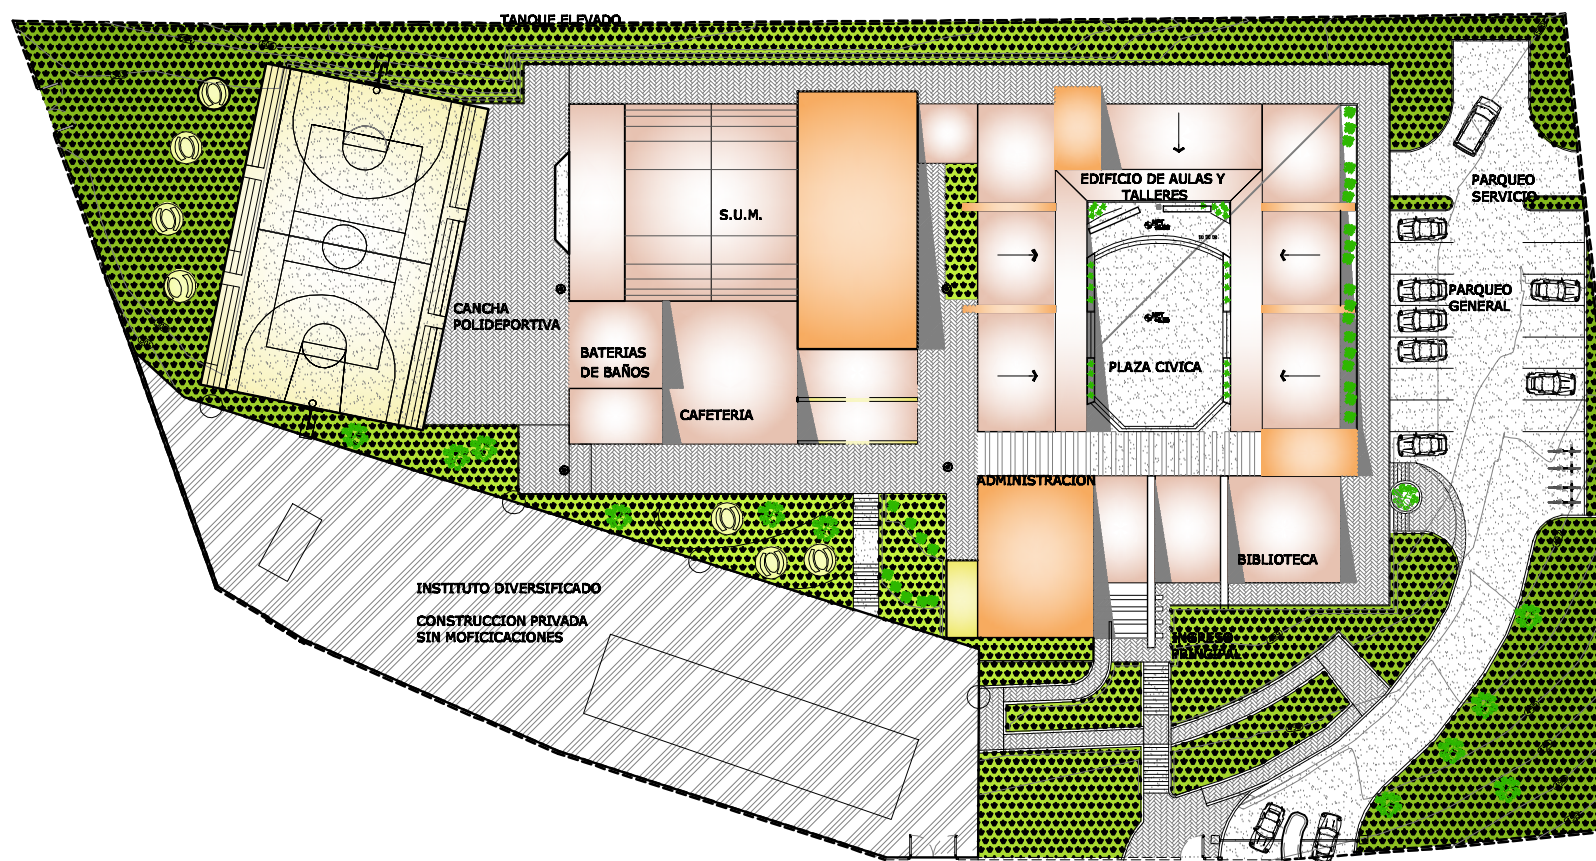 TANQUE ELEVADO
EDIFICIO DE AULAS Y
TALLERES
PARQUEO
SERVICIO
S.U.M.
CANCHA
POLIDEPORTIVA
PARQUEO
GENERAL
BATERIAS
DE BAÑOS
PLAZA CIVICA
CAFETERIA
ADMINISTRACION
BIBLIOTECA
INSTITUTO DIVERSIFICADO
CONSTRUCCION PRIVADA
SIN MOFICICACIONES
INGRESO
PRINCIPAL